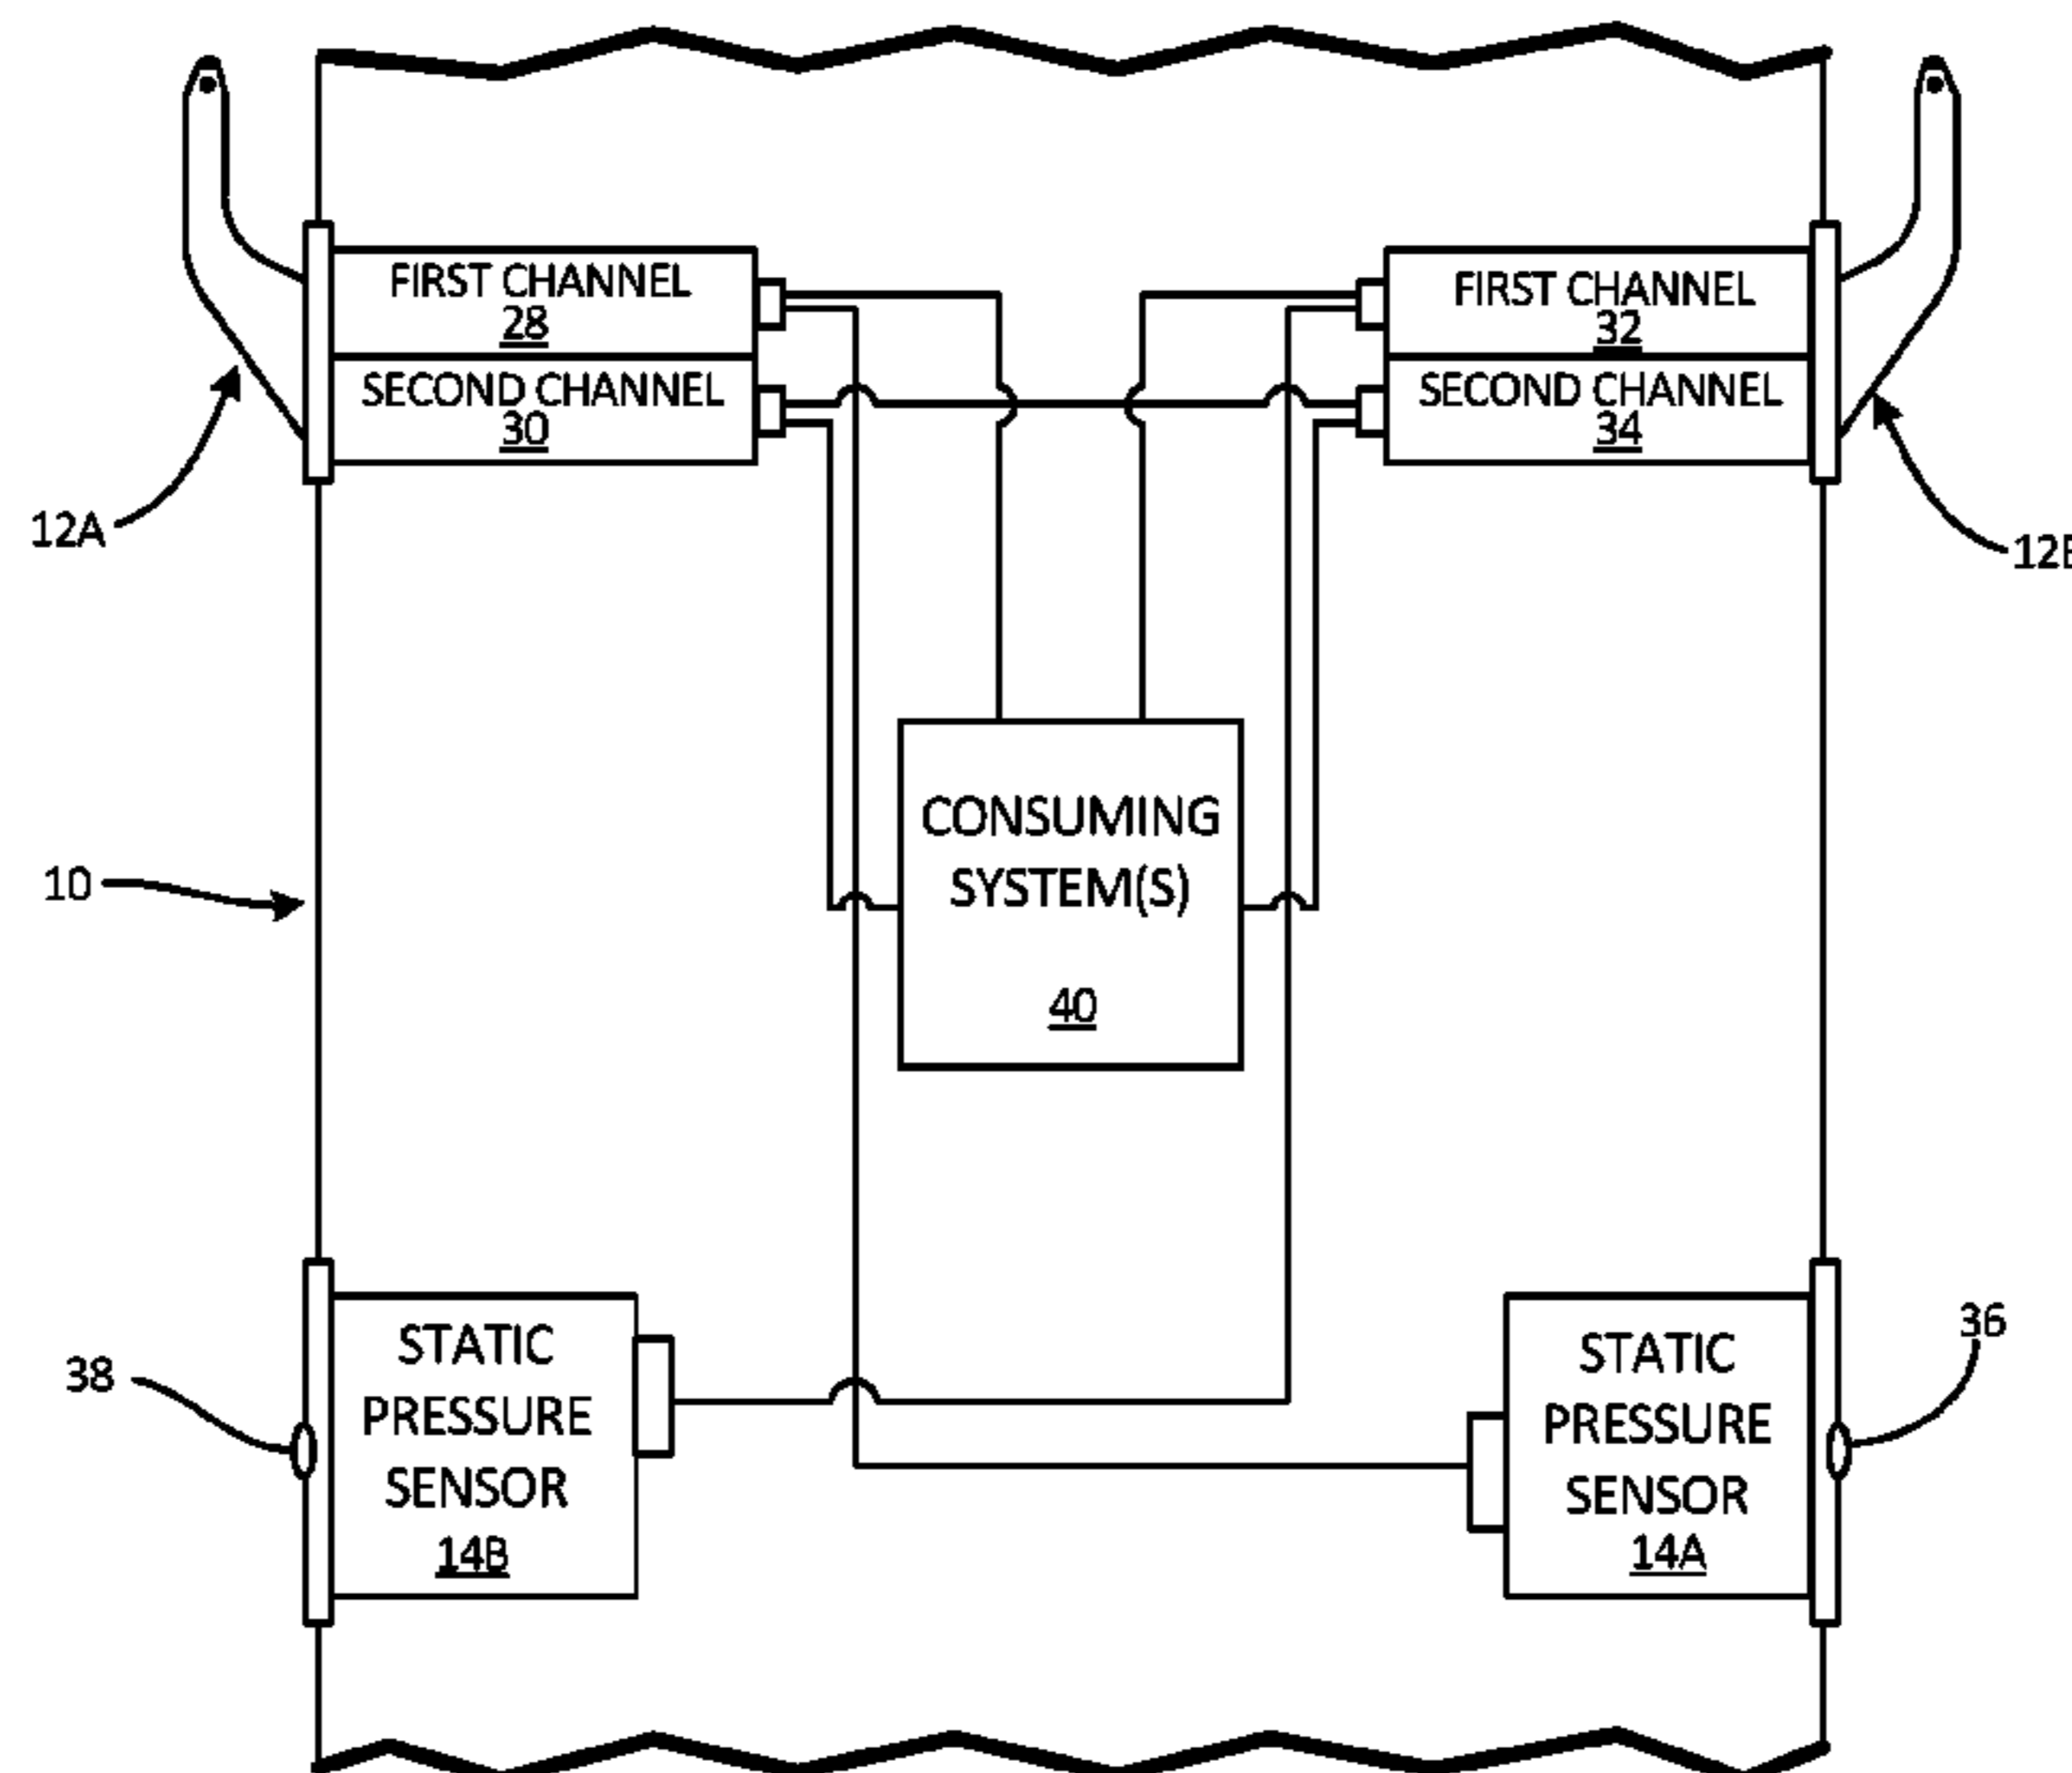 FIRST CHANNEL
28
SECOND CHANNEL
30
FIRST CHANNEL
32
SECOND CHANNEL
34
12A
12B
CONSUMING
SYSTEM(S)
40
10
38
STATIC
PRESSURE
SENSOR
14B
STATIC
PRESSURE
SENSOR
14A
36